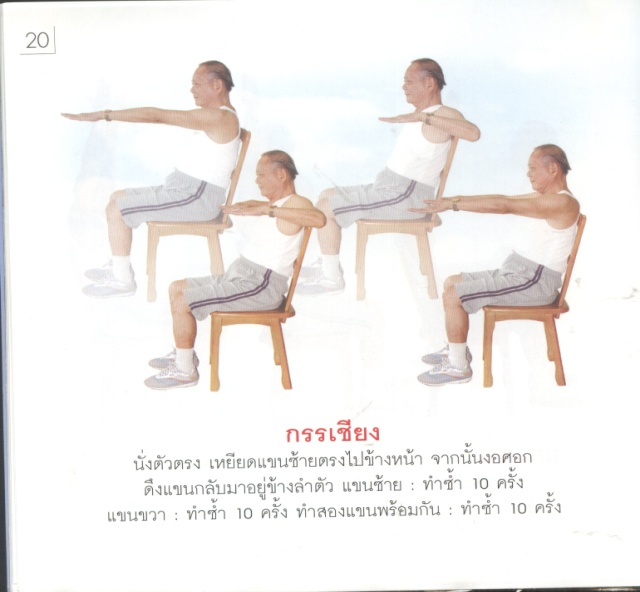 20
กรรเชียง
นั่งตัวตรง เหยียดแขนซ้ายตรงไปข้างหน้า จากนั้นงอศอก
ดึงแขนกลับมาอยู่ข้างลำตัว แขนซ้าย : ทำซ้ำ 10 ครั้ง
แขนขวา : ทำซ้ำ 10 ครั้ง ทำสองแขนพร้อมกัน : ทำซ้ำ 10 ครั้ง